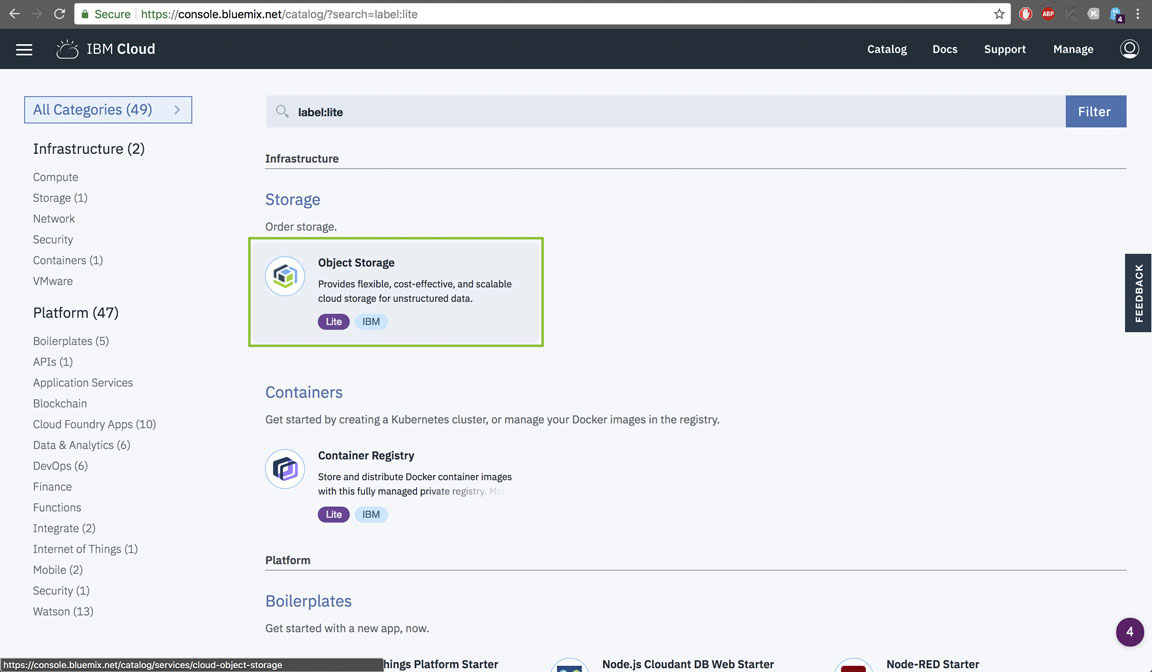 Secure https://console.bluemix.net/catalog/?search=label:lite
ABP
4
IBM Cloud
Catalog Docs Support Manage
All Categories (49)
label:lite
Filter
Infrastructure (2)
Compute
Storage (1)
Network
Security
Containers (1)
VMware
Platform (47)
Boilerplates (5)
APIs (1)
Application Services
Blockchain
Cloud Foundry Apps (10)
Data & Analytics (6)
DevOps (6)
Finance
Functions
Integrate (2)
Internet of Things (1)
Mobile (2)
Security (1)
Watson (13)
Infrastructure
Storage
Order storage.
Object Storage
Provides flexible, cost-effective, and scalable
cloud storage for unstructured data.
Lite IBM
Containers
Get started by creating a Kubernetes cluster, or manage your Docker images in the registry.
Container Registry
Store and distribute Docker container images
with this fully managed private registry.
Lite IBM
Platform
Boilerplates
Get started with a new app, now.
hings Platform Starter
Node.js Cloudant DB Web Starter
Node-RED Starter
FEEDBACK
4
https://console.bluemix.net/catalog/services/cloud-object-storage